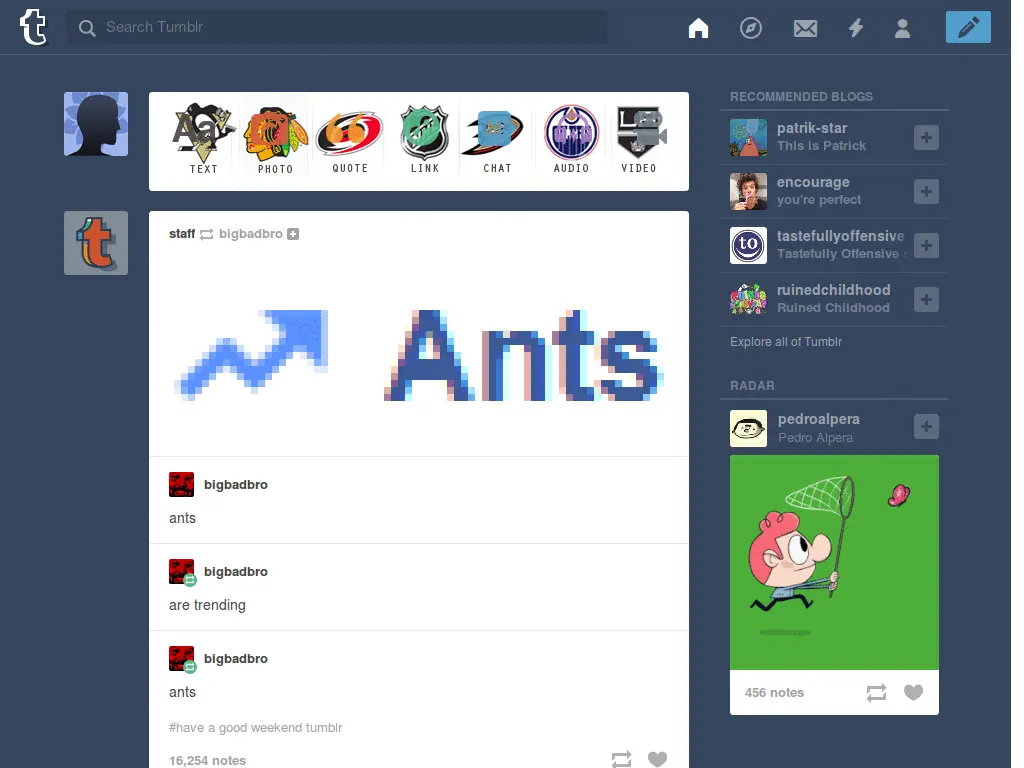 t
Search Tumblr
Aa
TEXT PHOTO QUOTE LINK CHAT AUDIO VIDEO
staff bigbadbro
Ants
bigbadbro
ants
bigbadbro
are trending
bigbadbro
ants
#have a good weekend tumblr
16,254 notes
RECOMMENDED BLOGS
patrik-star
This is Patrick
encourage
you're perfect
to
tastefullyoffensive
Tastefully Offensive
ruinedchildhood
Ruined Childhood
Explore all of Tumblr
RADAR
pedroalpera
Pedro Alpera
456 notes